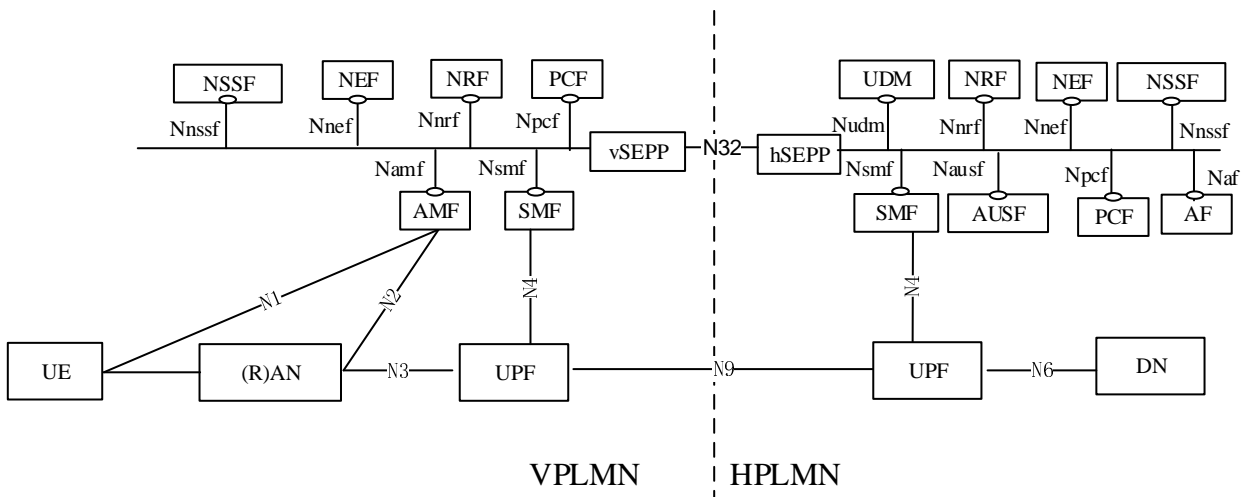 NSSF
NEF
NRF
PCF
UDM
NRF
NEF
NSSF
Nnssf
Nnef
Nnrf
Npcf
Nudm
Nnrf
Nnef
Nnssf
vSEPP
N32
hSEPP
Namf
Nsmf
Nsmf
Nausf
Npcf
Naf
AMF
SMF
SMF
AUSF
PCF
AF
N1
N2
N4
N4
UE
(R)AN
N3
UPF
N9
UPF
N6
DN
VPLMN
HPLMN